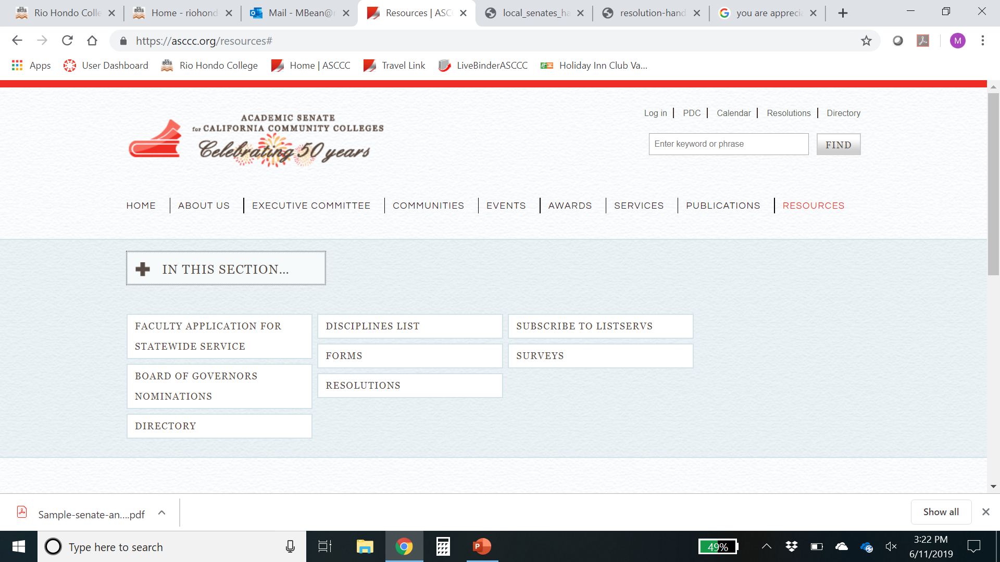 Rio Hondo Colle
Home - riohond
Mail - MBean@r
Resources | ASC
local_senates_ha
resolution-hand
you are apprecia
https://asccc.org/resources#
M
Apps
User Dashboard
Rio Hondo College
Home | ASCCC
Travel Link
LiveBinderASCCC
Holiday Inn Club Va...
ACADEMIC SENATE
for CALIFORNIA COMMUNITY COLLEGES
Celebrating 50 years
Log in
PDC
Calendar
Resolutions
Directory
Enter keyword or phrase
FIND
HOME
ABOUT US
EXECUTIVE COMMITTEE
COMMUNITIES
EVENTS
AWARDS
SERVICES
PUBLICATIONS
RESOURCES
IN THIS SECTION...
FACULTY APPLICATION FOR
STATEWIDE SERVICE
BOARD OF GOVERNORS
NOMINATIONS
DIRECTORY
DISCIPLINES LIST
FORMS
RESOLUTIONS
SUBSCRIBE TO LISTSERVS
SURVEYS
Sample-senate-an....pdf
Show all
Type here to search
49%
3:22 PM
6/11/2019